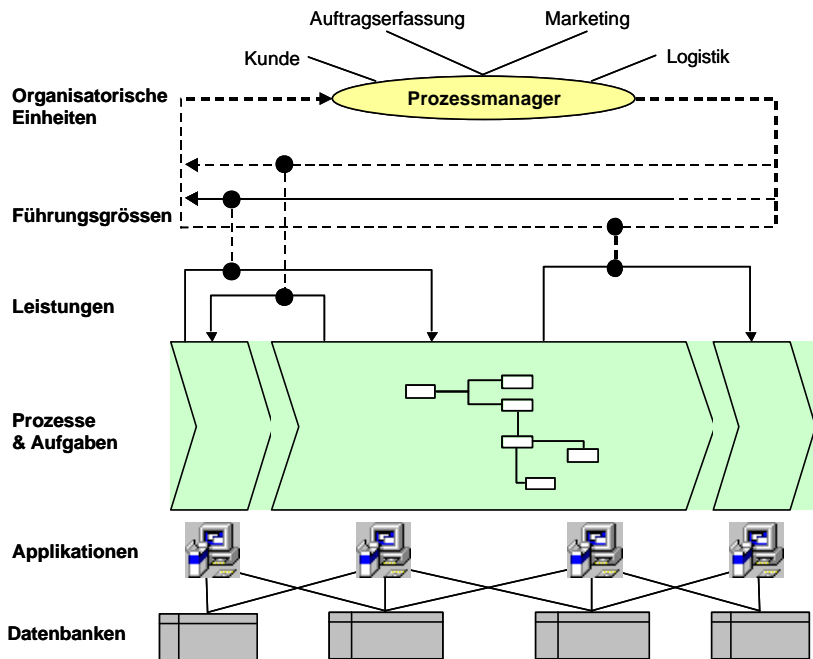 Auftragserfassung
Marketing
Kunde
Logistik
Organisatorische
Einheiten
Prozessmanager
Führungsgrössen
Leistungen
Prozesse
& Aufgaben
Applikationen
Datenbanken